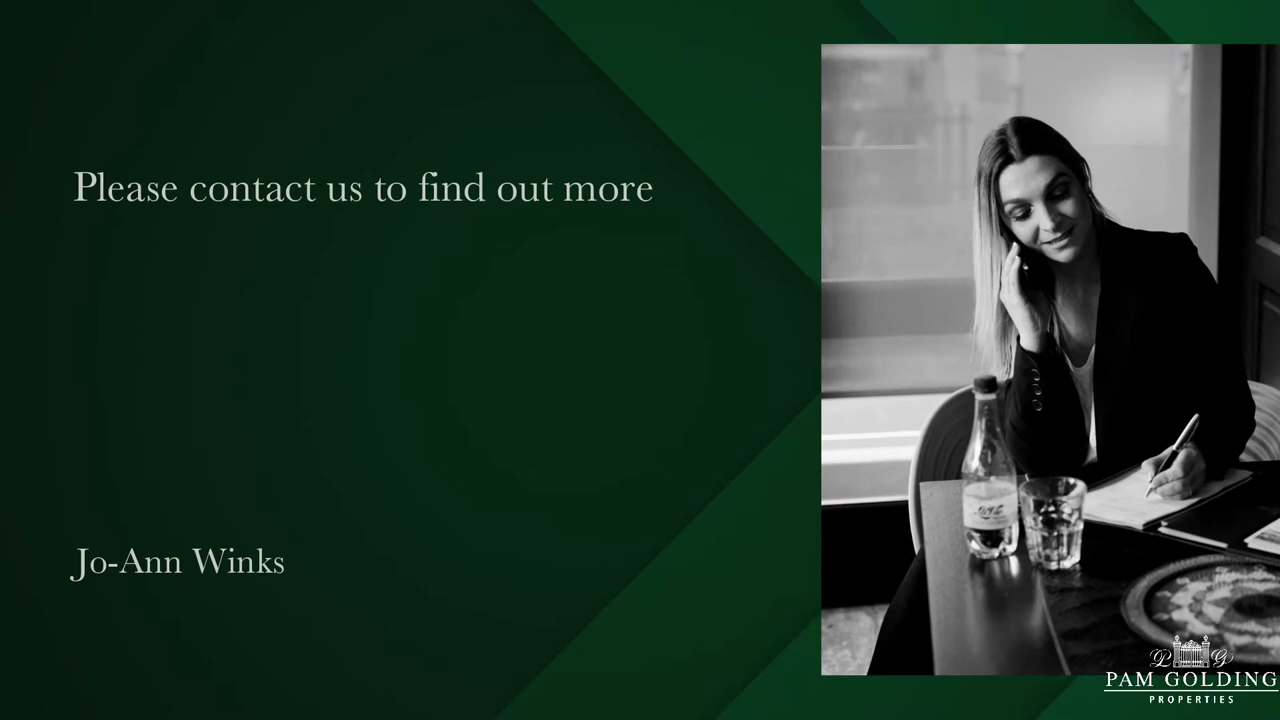 Please contact us to find out more
Jo-Ann Winks
P G
PAM GOLDING
PROPERTIES